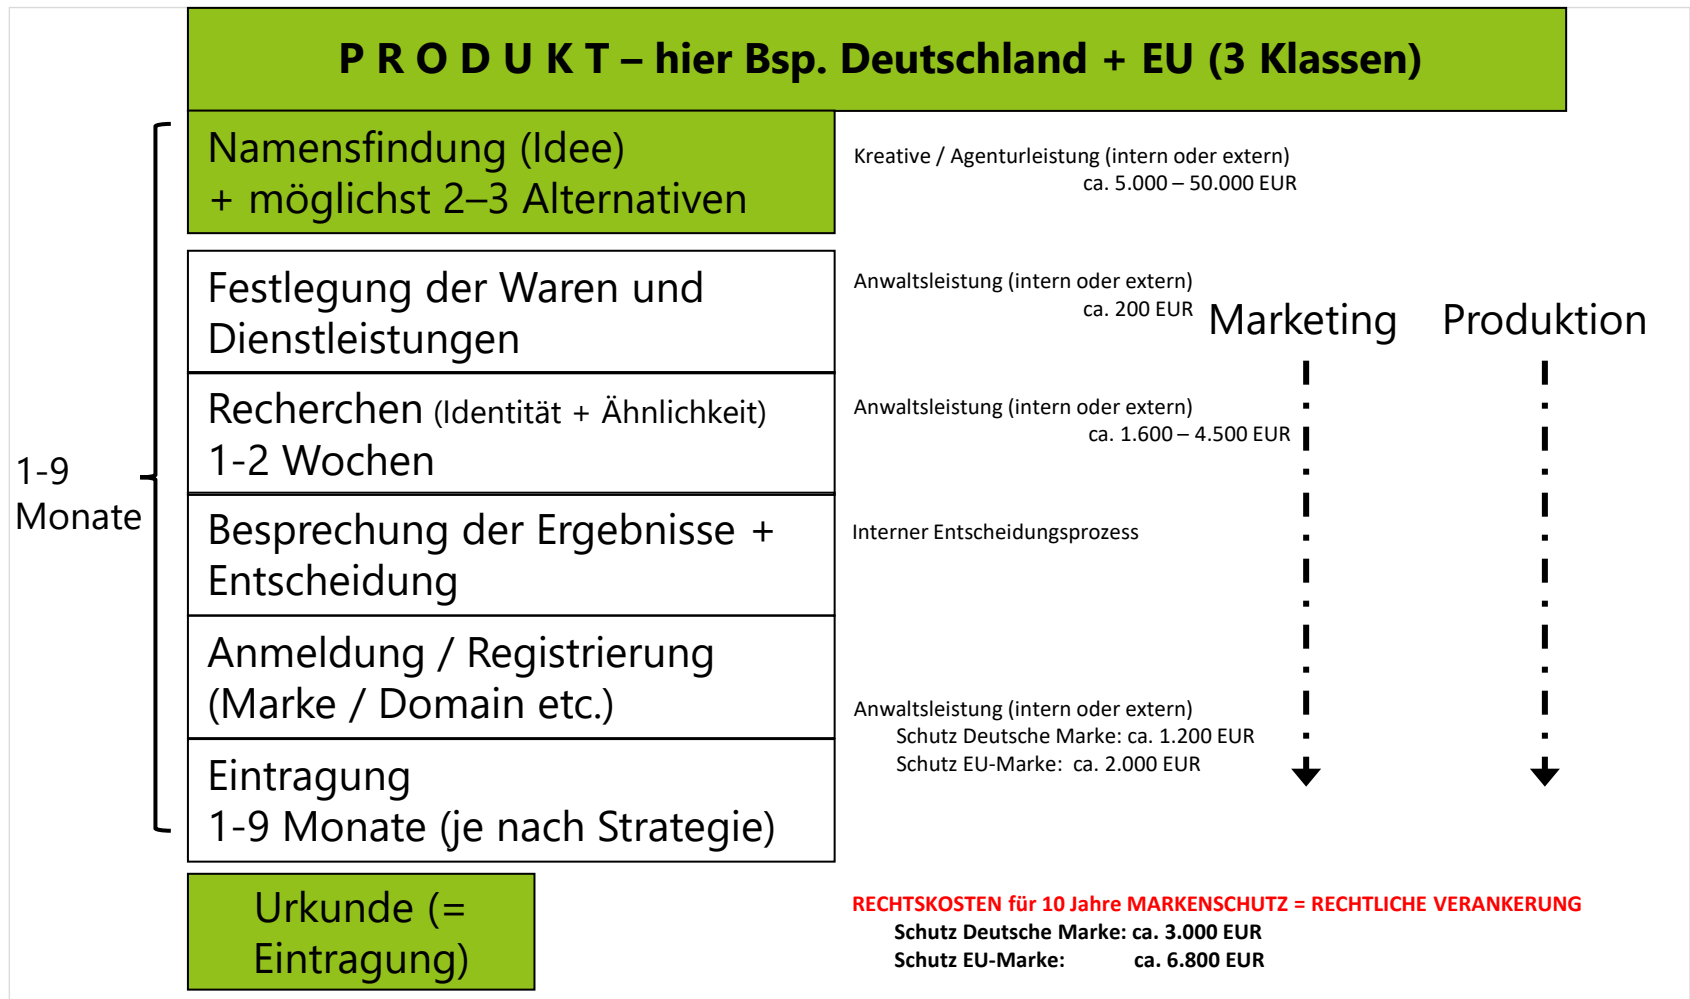 P R O D U K T – hier Bsp. Deutschland + EU (3 Klassen)
Namensfindung (Idee)
+ möglichst 2–3 Alternativen
Kreative / Agenturleistung (intern oder extern)
ca. 5.000 – 50.000 EUR
Festlegung der Waren und
Dienstleistungen
Anwaltsleistung (intern oder extern)
ca. 200 EUR
Marketing
Produktion
Recherchen (Identität + Ähnlichkeit)
1-2 Wochen
Anwaltsleistung (intern oder extern)
ca. 1.600 – 4.500 EUR
1-9
Monate
Besprechung der Ergebnisse +
Entscheidung
Interner Entscheidungsprozess
Anmeldung / Registrierung
(Marke / Domain etc.)
Anwaltsleistung (intern oder extern)
Schutz Deutsche Marke: ca. 1.200 EUR
Schutz EU-Marke: ca. 2.000 EUR
Eintragung
1-9 Monate (je nach Strategie)
Urkunde (=
Eintragung)
RECHTSKOSTEN für 10 Jahre MARKENSCHUTZ = RECHTLICHE VERANKERUNG
Schutz Deutsche Marke: ca. 3.000 EUR
Schutz EU-Marke: ca. 6.800 EUR